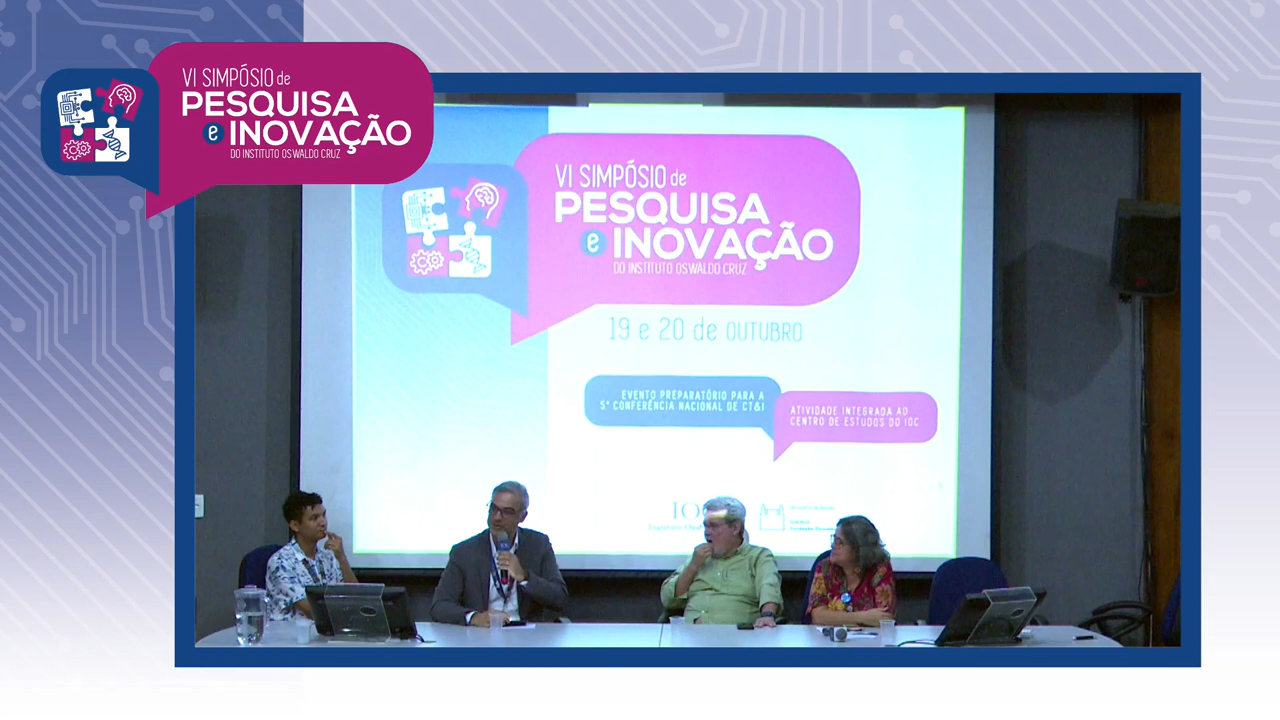 VI SIMPÓSIO de
PESQUISA
e INOVAÇÃO
DO INSTITUTO OSWALDO CRUZ
VI SIMPÓSIO de
PESQUISA
e INOVAÇÃO
DO INSTITUTO OSWALDO CRUZ
19 e 20 de OUTUBRO
EVENTO PREPARATÓRIO PARA A
5ª CONFERÊNCIA NACIONAL DE CT&I
ATIVIDADE INTEGRADA AO
CENTRO DE ESTUDOS DO IOC